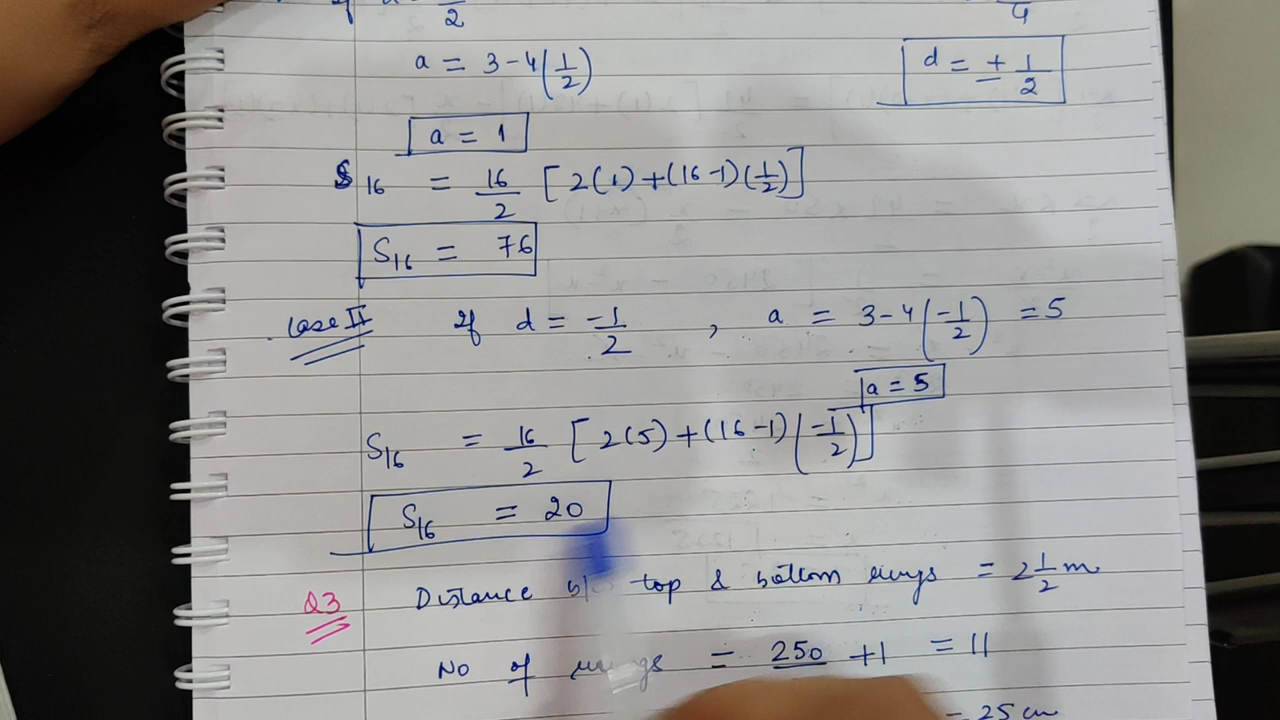 a = 3-4(1/2)
d = ± 1/2
a = 1
S16 = 16/2 [2(1)+(16-1)(1/2)]
S16 = 76
Case II If d = -1/2 , a = 3-4(-1/2) = 5
a = 5
S16 = 16/2 [2(5)+(16-1)(-1/2)]
S16 = 20
Q3 Distance b/w top & bottom rungs = 2 1/2 m
No of rungs = 250 +1 = 11
= 25 cm